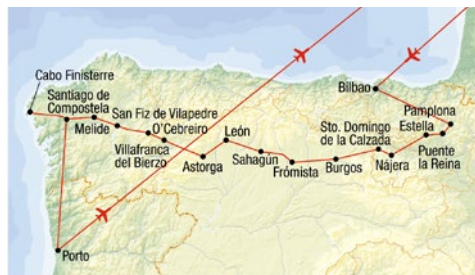 Cabo Finisterre
Santiago de
Compostela
Melide
San Fiz de Vilapedre
O'Cebreiro
Villafranca
del Bierzo
Astorga
León
Sahagún
Frómista
Burgos
Sto. Domingo
de la Calzada
Nájera
Bilbao
Pamplona
Estella
Puente
la Reina
Porto